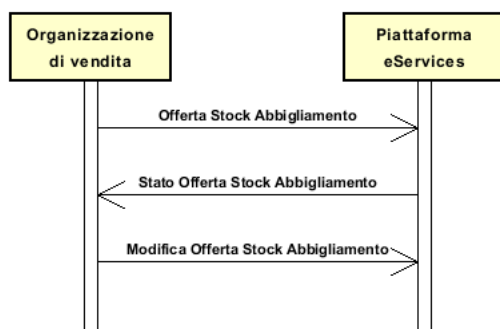 Organizzazione
di vendita
Piattaforma
eServices
Offerta Stock Abbigliamento
Stato Offerta Stock Abbigliamento
Modifica Offerta Stock Abbigliamento